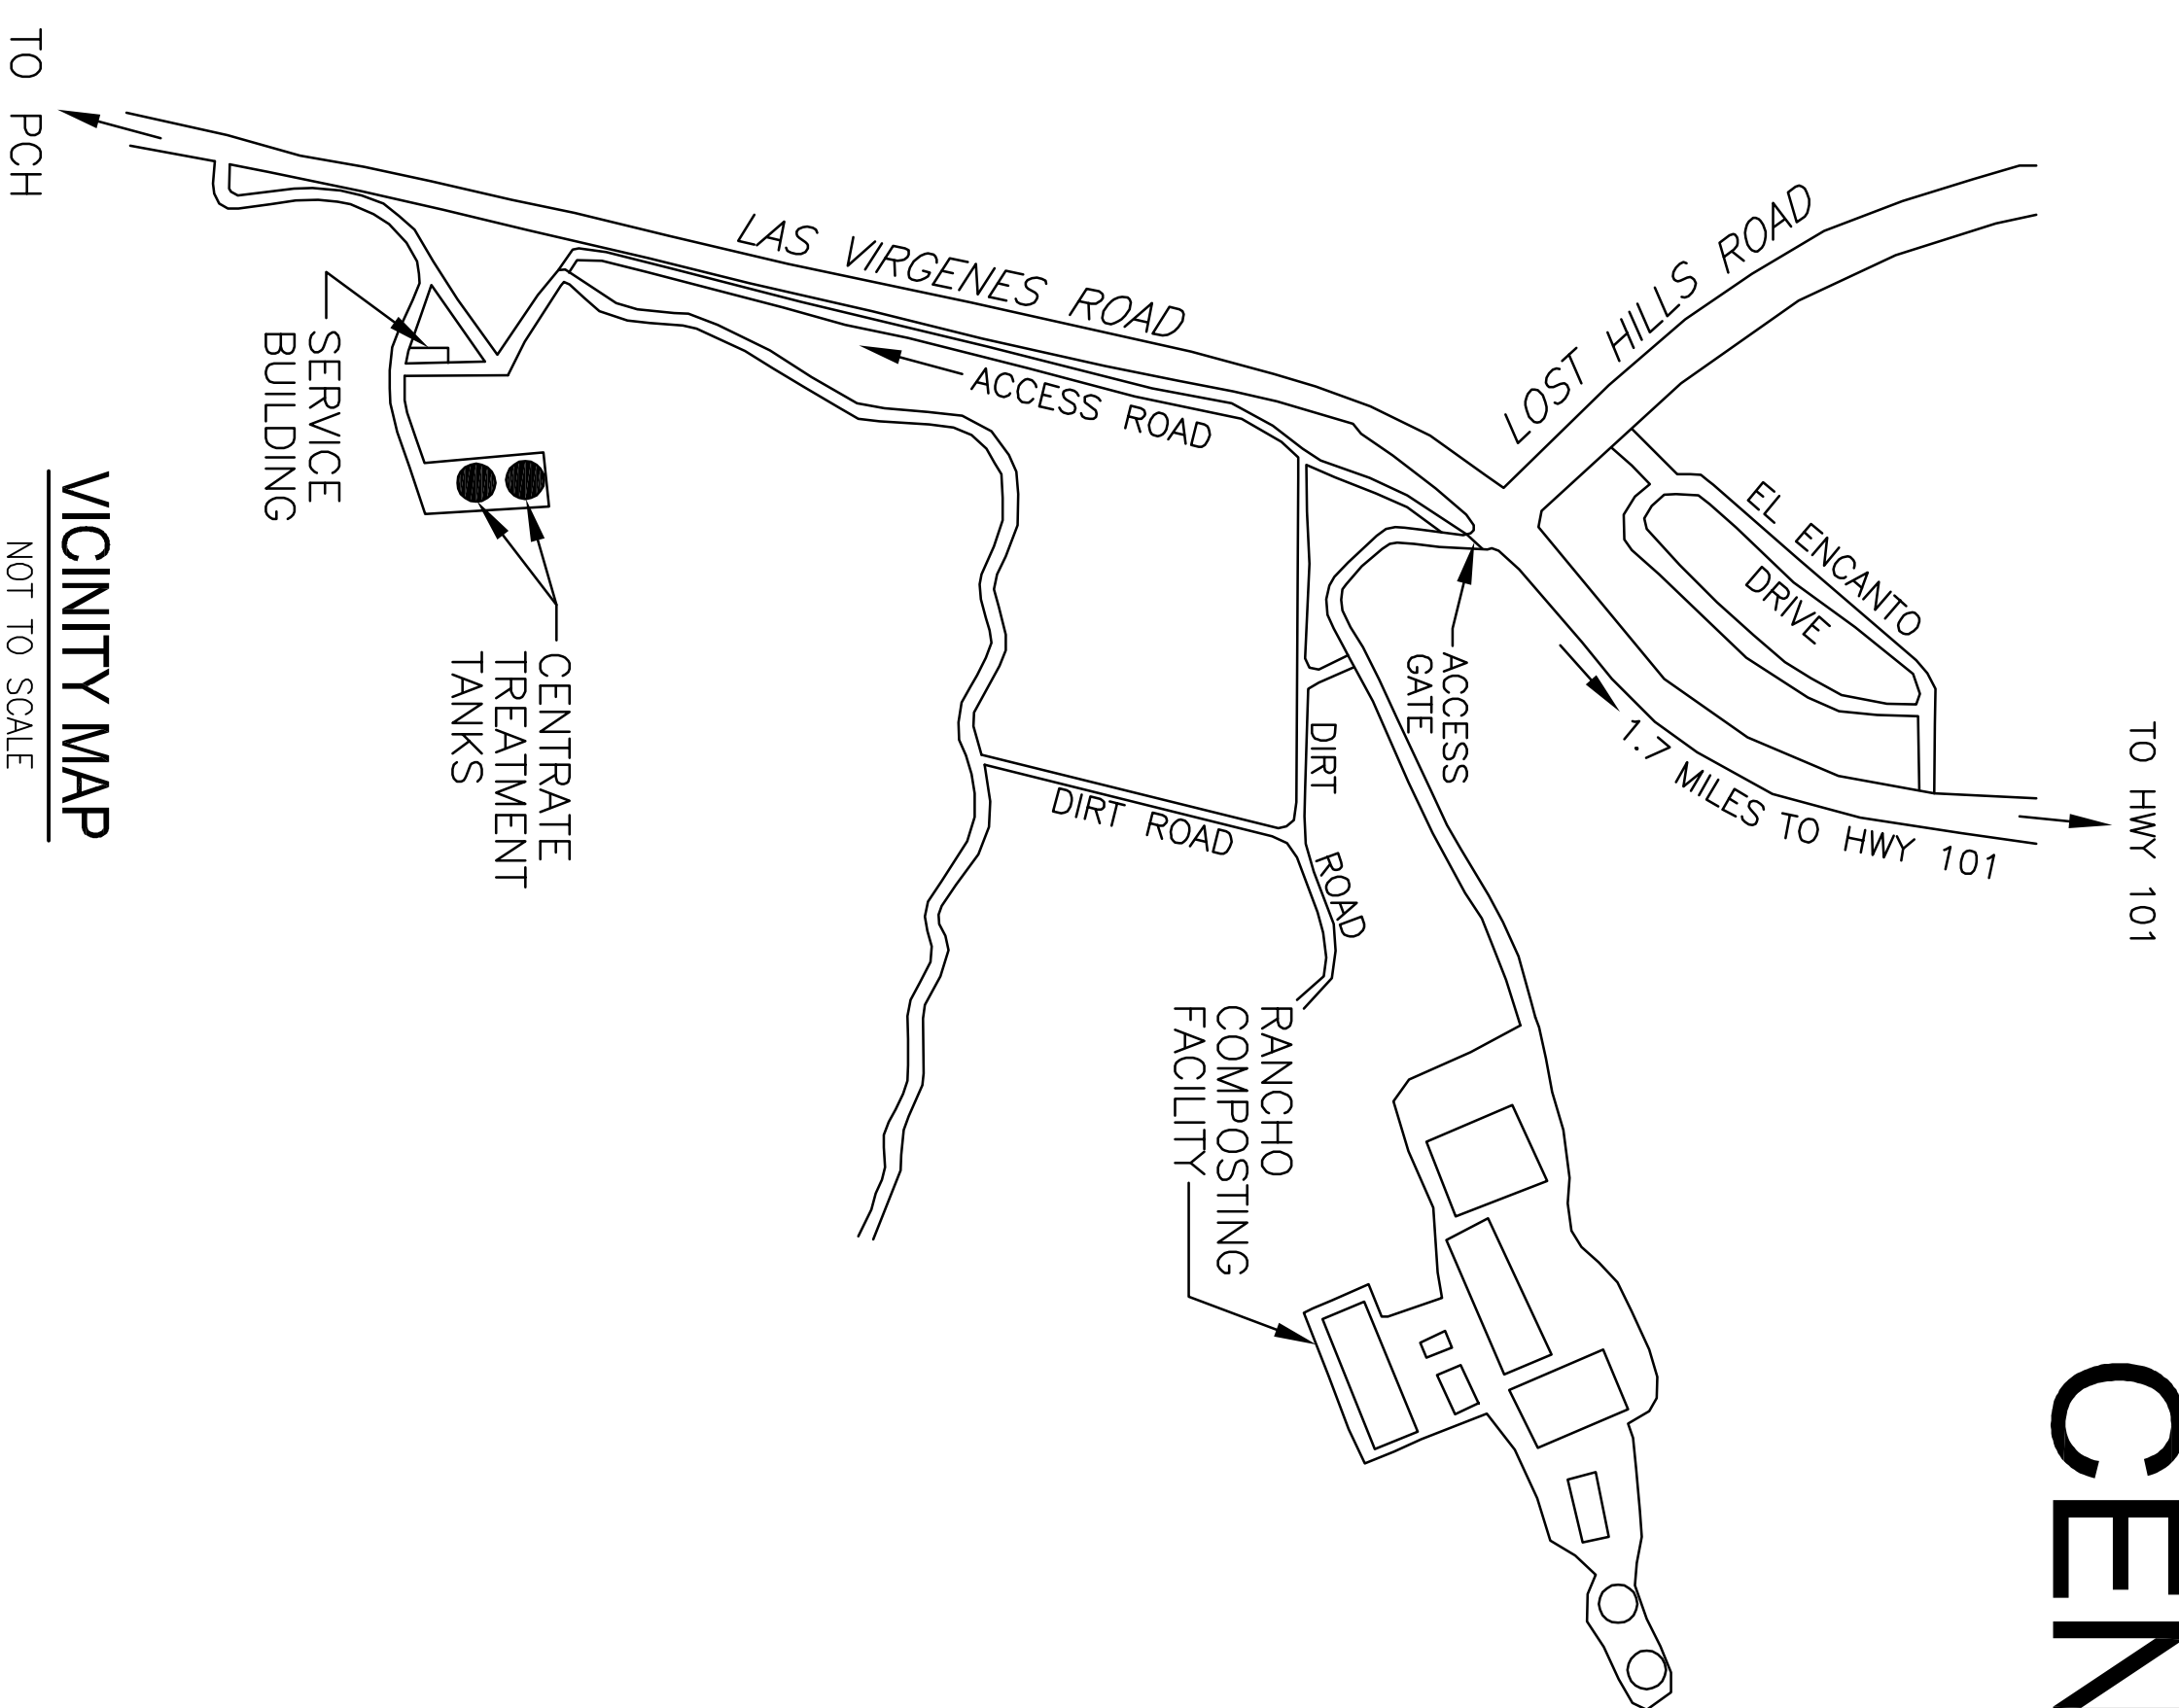 TO HWY 101
LOST HILLS ROAD
EL ENCANTO
DRIVE
1.7 MILES TO HWY 101
LAS VIRGENES ROAD
ACCESS ROAD
ACCESS
GATE
DIRT ROAD
DIRT ROAD
RANCHO
COMPOSTING
FACILITY
CENTRATE
TREATMENT
TANKS
SERVICE
BUILDING
TO PCH
VICINITY MAP
NOT TO SCALE
CEN